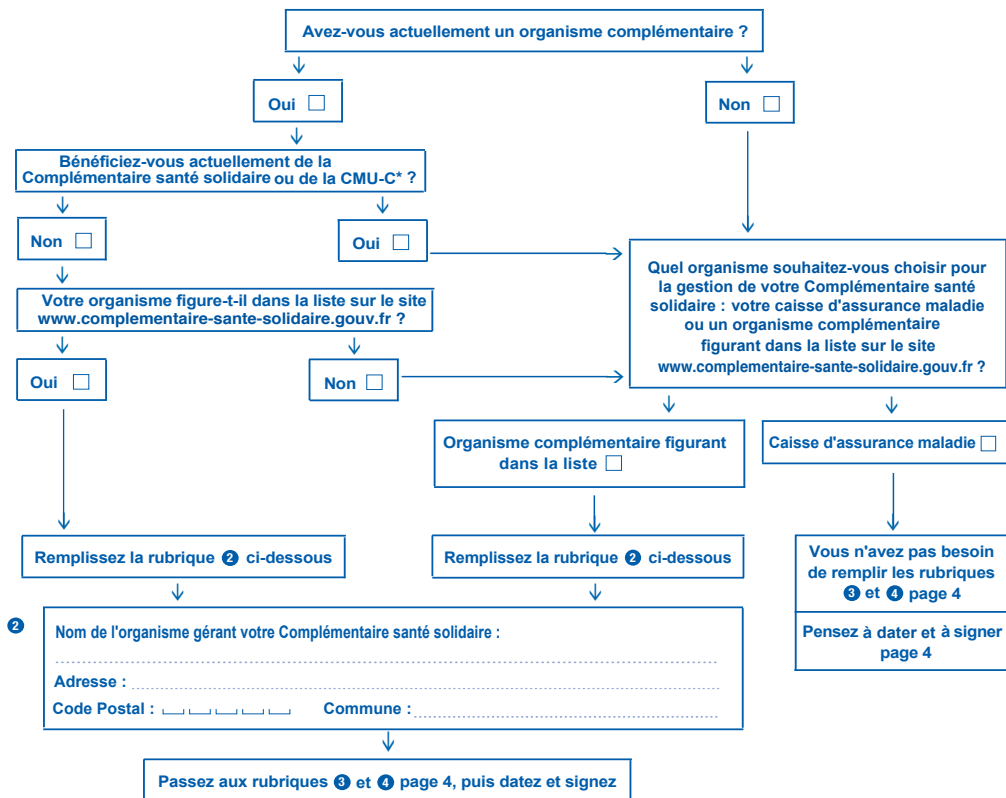 Avez-vous actuellement un organisme complémentaire ?
Oui
Non
Bénéficiez-vous actuellement de la
Complémentaire santé solidaire ou de la CMU-C* ?
Non
Oui
Quel organisme souhaitez-vous choisir pour
la gestion de votre Complémentaire santé
solidaire : votre caisse d'assurance maladie
ou un organisme complémentaire
figurant dans la liste sur le site
www.complementaire-sante-solidaire.gouv.fr ?
Votre organisme figure-t-il dans la liste sur le site
www.complementaire-sante-solidaire.gouv.fr ?
Oui
Non
Organisme complémentaire figurant
dans la liste
Caisse d'assurance maladie
Remplissez la rubrique 2 ci-dessous
Remplissez la rubrique 2 ci-dessous
Vous n'avez pas besoin
de remplir les rubriques
3 et 4 page 4
Pensez à dater et à signer
page 4
2
Nom de l'organisme gérant votre Complémentaire santé solidaire :
Adresse :
Code Postal : Commune :
Passez aux rubriques 3 et 4 page 4, puis datez et signez